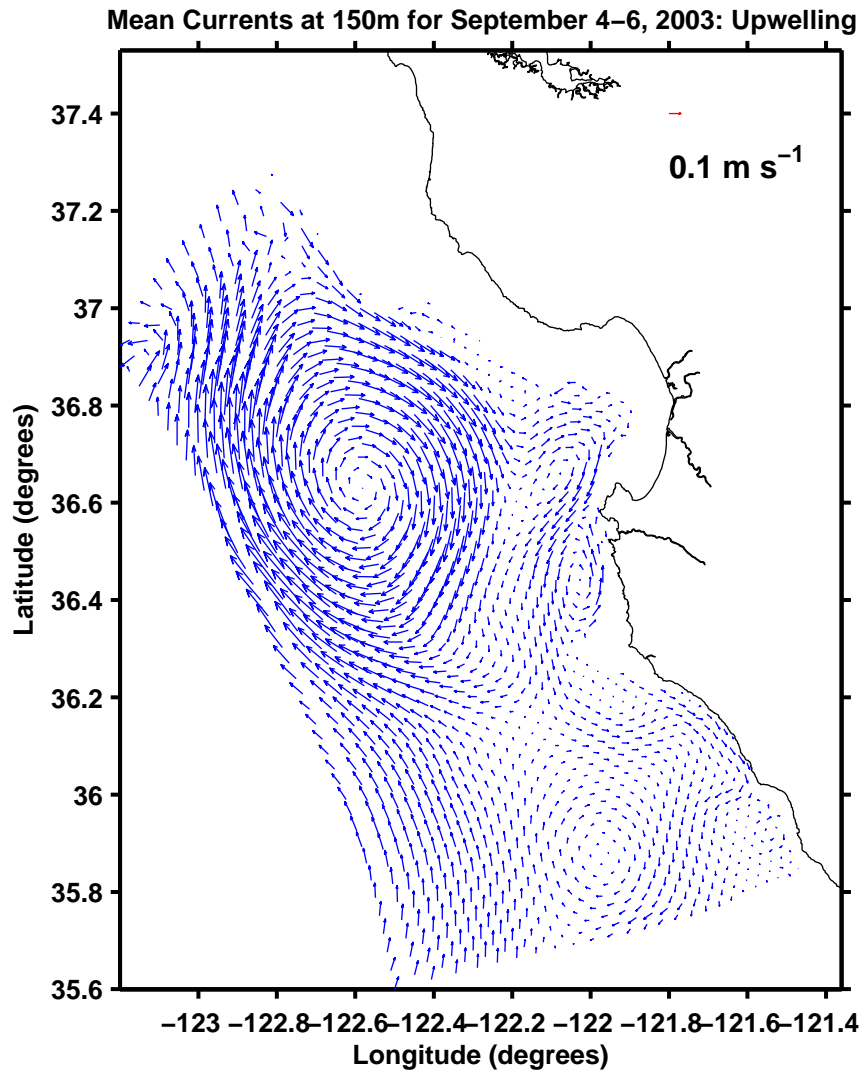 Mean Currents at 150m for September 4−6, 2003: Upwelling
37.4
0.1 m s−1
37.2
37
36.8
36.6
36.4
36.2
36
35.8
35.6
Latitude (degrees)
−123 −122.8 −122.6 −122.4 −122.2 −122 −121.8 −121.6 −121.4
Longitude (degrees)